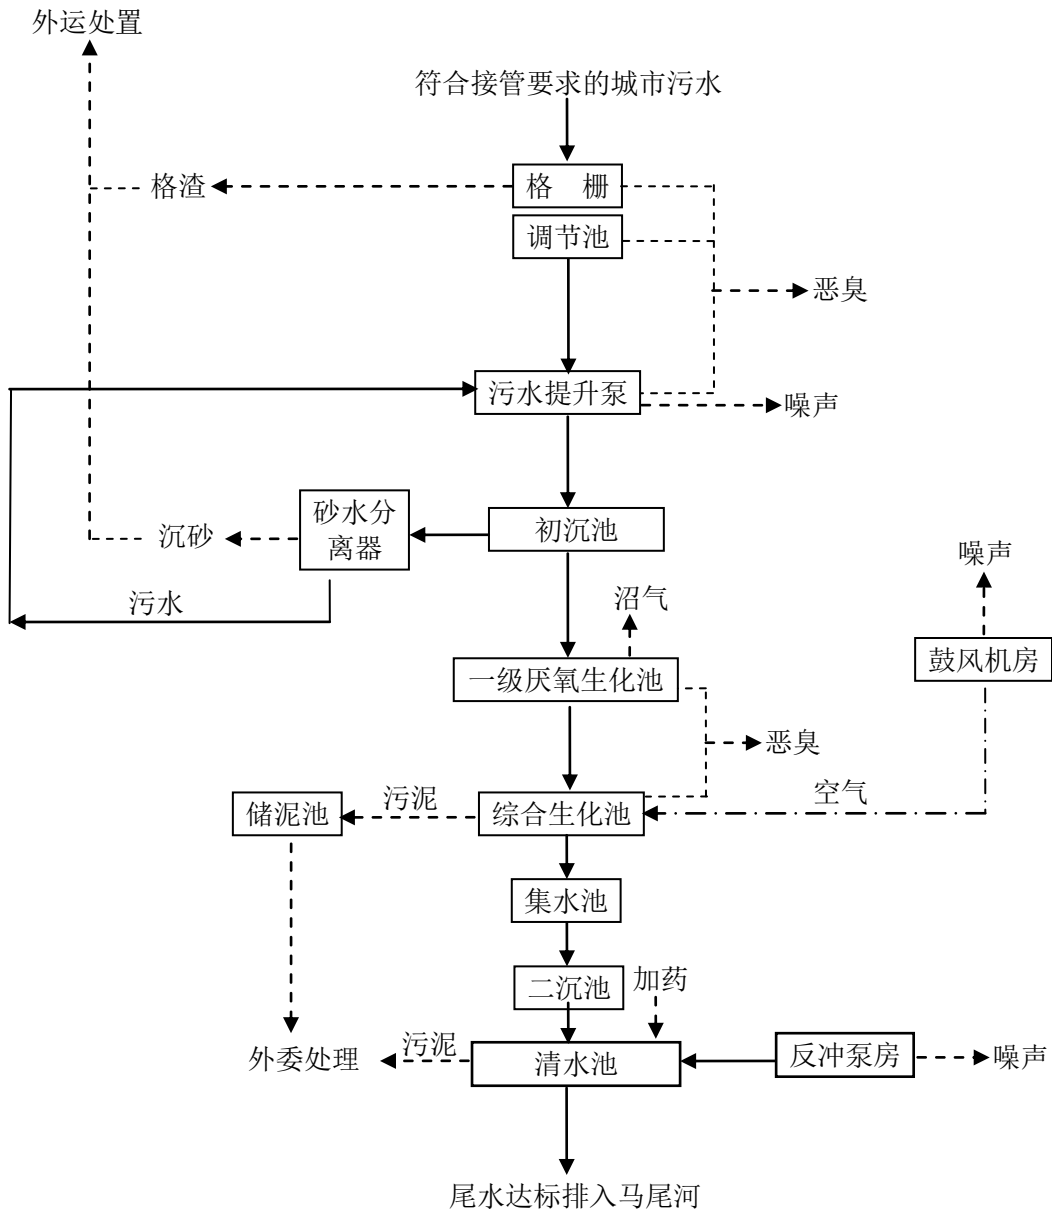 外运处置
符合接管要求的城市污水
格渣
格 栅
调节池
恶臭
污水提升泵
噪声
砂水分
离器
沉砂
初沉池
噪声
污水
沼气
鼓风机房
一级厌氧生化池
恶臭
空气
储泥池
污泥
综合生化池
集水池
二沉池
加药
外委处理
污泥
清水池
反冲泵房
噪声
尾水达标排入马尾河